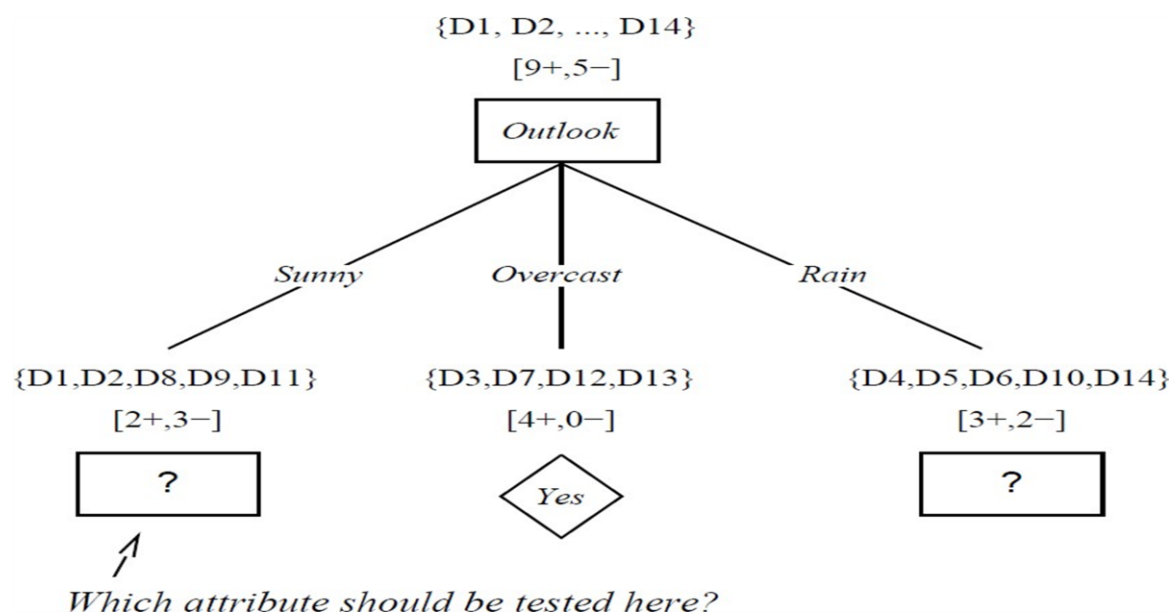 {D1, D2, ..., D14}
[9+,5−]
Outlook
Sunny
Overcast
Rain
{D1,D2,D8,D9,D11}
{D3,D7,D12,D13}
{D4,D5,D6,D10,D14}
[2+,3−]
[4+,0−]
[3+,2−]
?
Yes
?
Which attribute should be tested here?